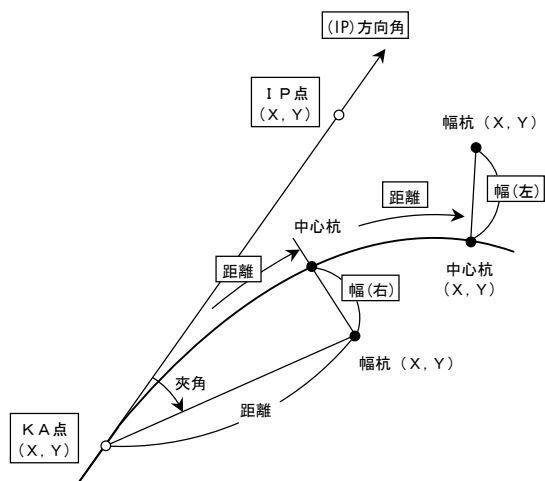 (IP)方向角
ＩＰ点
(X, Y)
幅杭 (X, Y)
距離
幅(左)
中心杭
距離
幅(右)
中心杭
(X, Y)
幅杭 (X, Y)
夾角
距離
ＫＡ点
(X, Y)